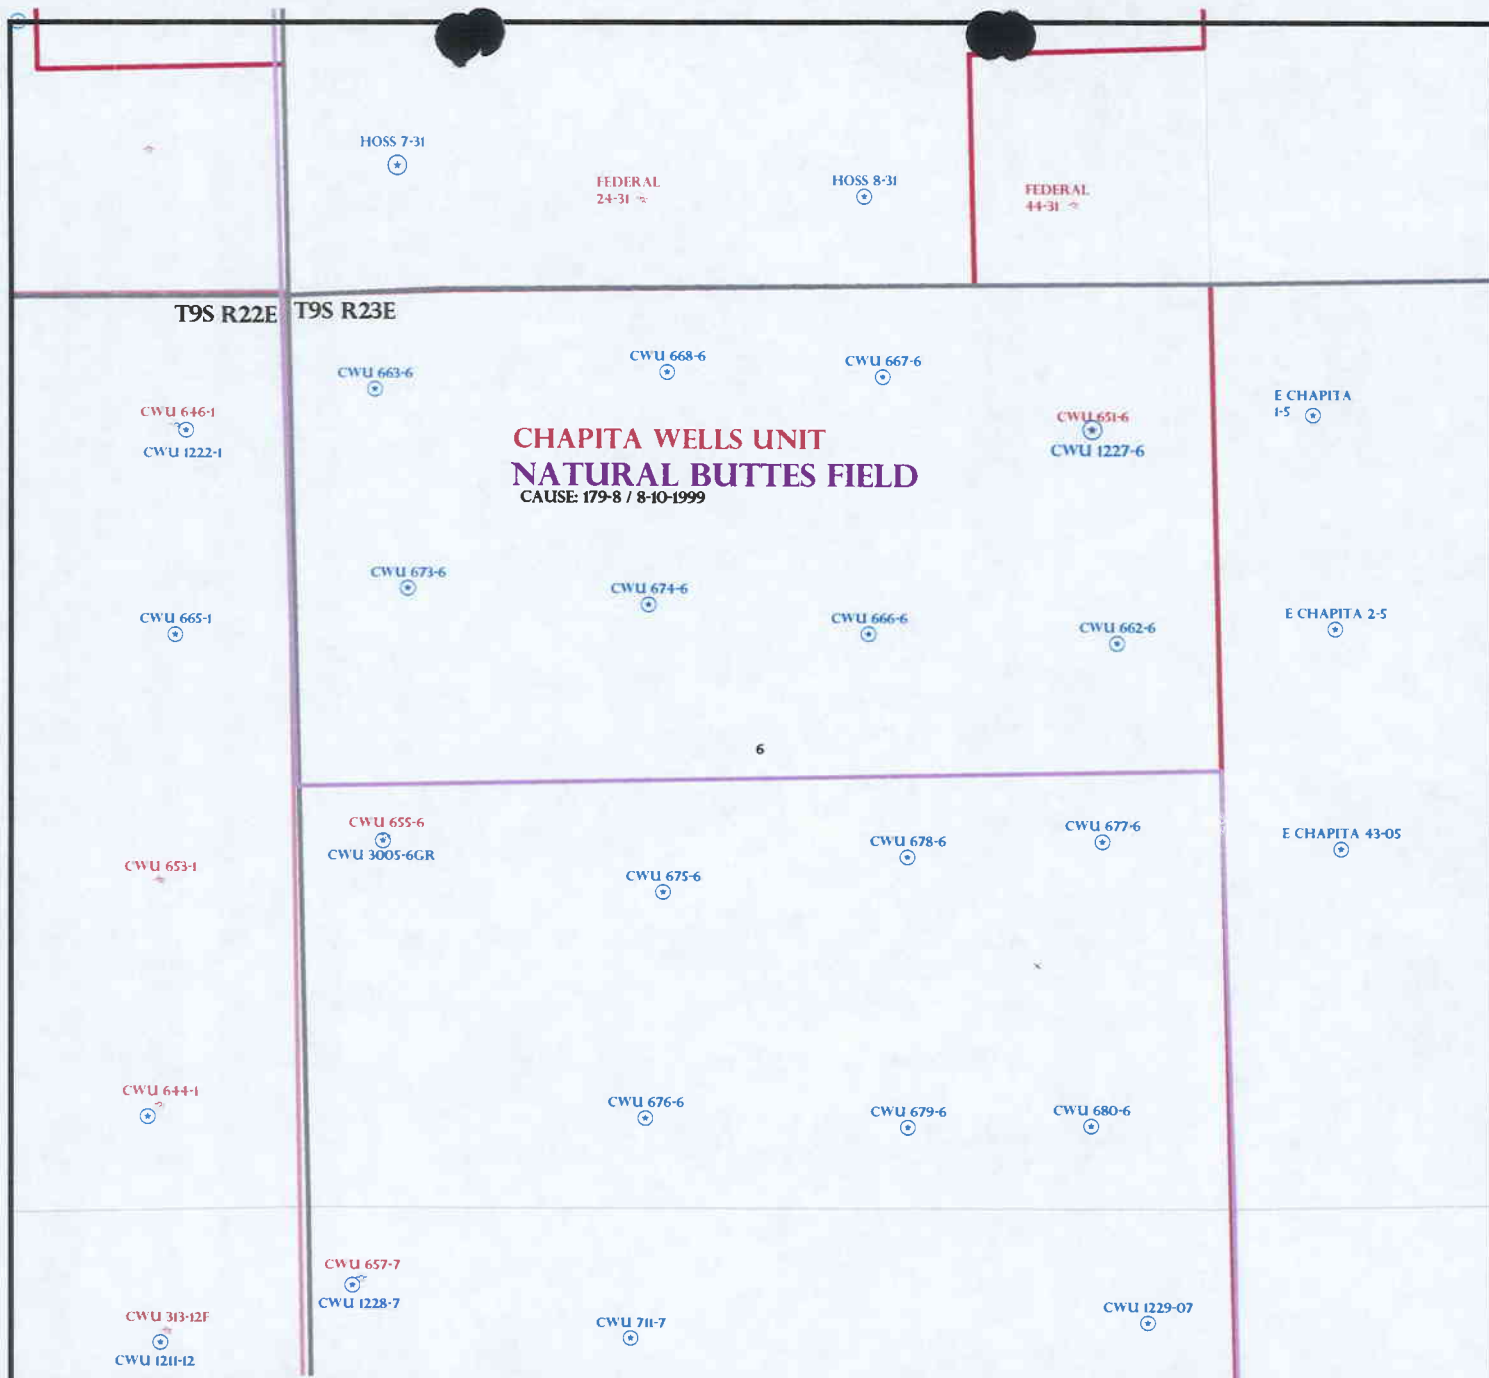 HOSS 7-31
FEDERAL
24-31
HOSS 8-31
FEDERAL
44-31
T9S R22E
T9S R23E
CWU 663-6
CWU 668-6
CWU 667-6
E CHAPITA
1-5
CWU 646-1
CWU 1222-1
CHAPITA WELLS UNIT
NATURAL BUTTES FIELD
CAUSE: 179-8 / 8-10-1999
CWU 651-6
CWU 1227-6
CWU 673-6
CWU 674-6
CWU 665-1
CWU 666-6
CWU 662-6
E CHAPITA 2-5
6
CWU 655-6
CWU 3005-6GR
CWU 678-6
CWU 677-6
E CHAPITA 43-05
CWU 653-1
CWU 675-6
CWU 644-1
CWU 676-6
CWU 679-6
CWU 680-6
CWU 657-7
CWU 1228-7
CWU 313-12F
CWU 1211-12
CWU 711-7
CWU 1229-07